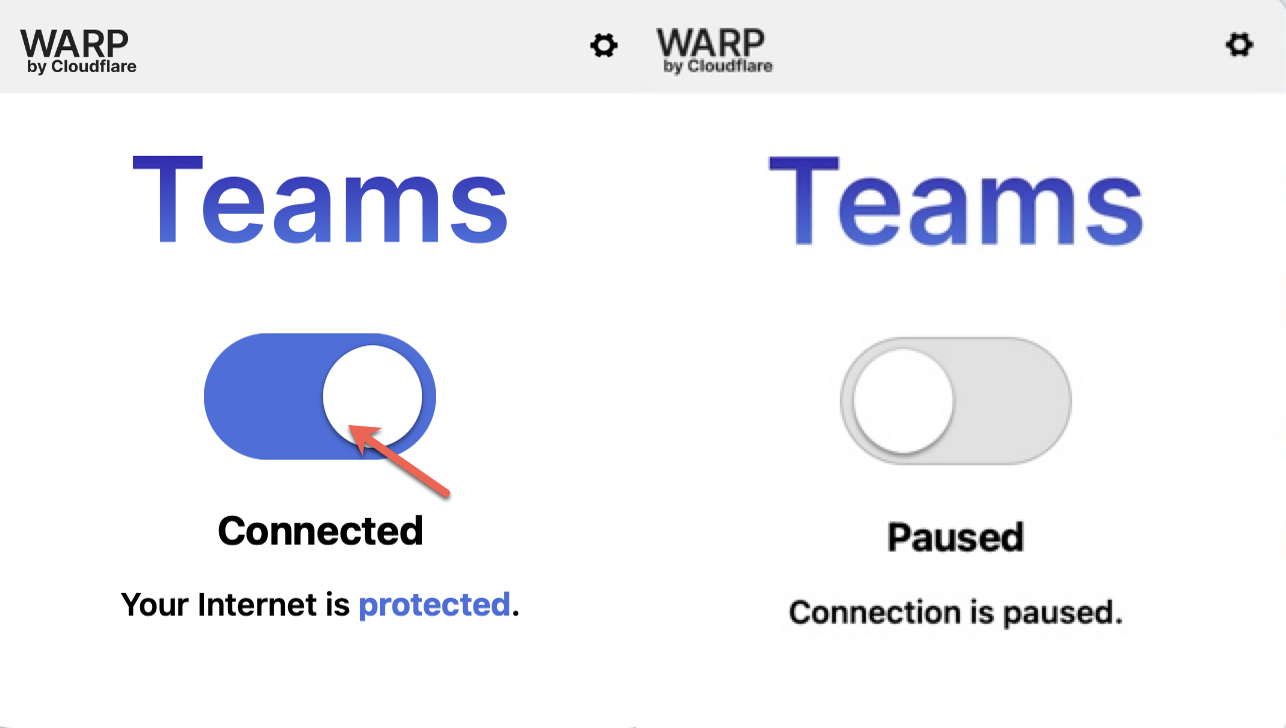 WARP
by Cloudflare
Teams
Connected
Your Internet is protected.
WARP
by Cloudflare
Teams
Paused
Connection is paused.